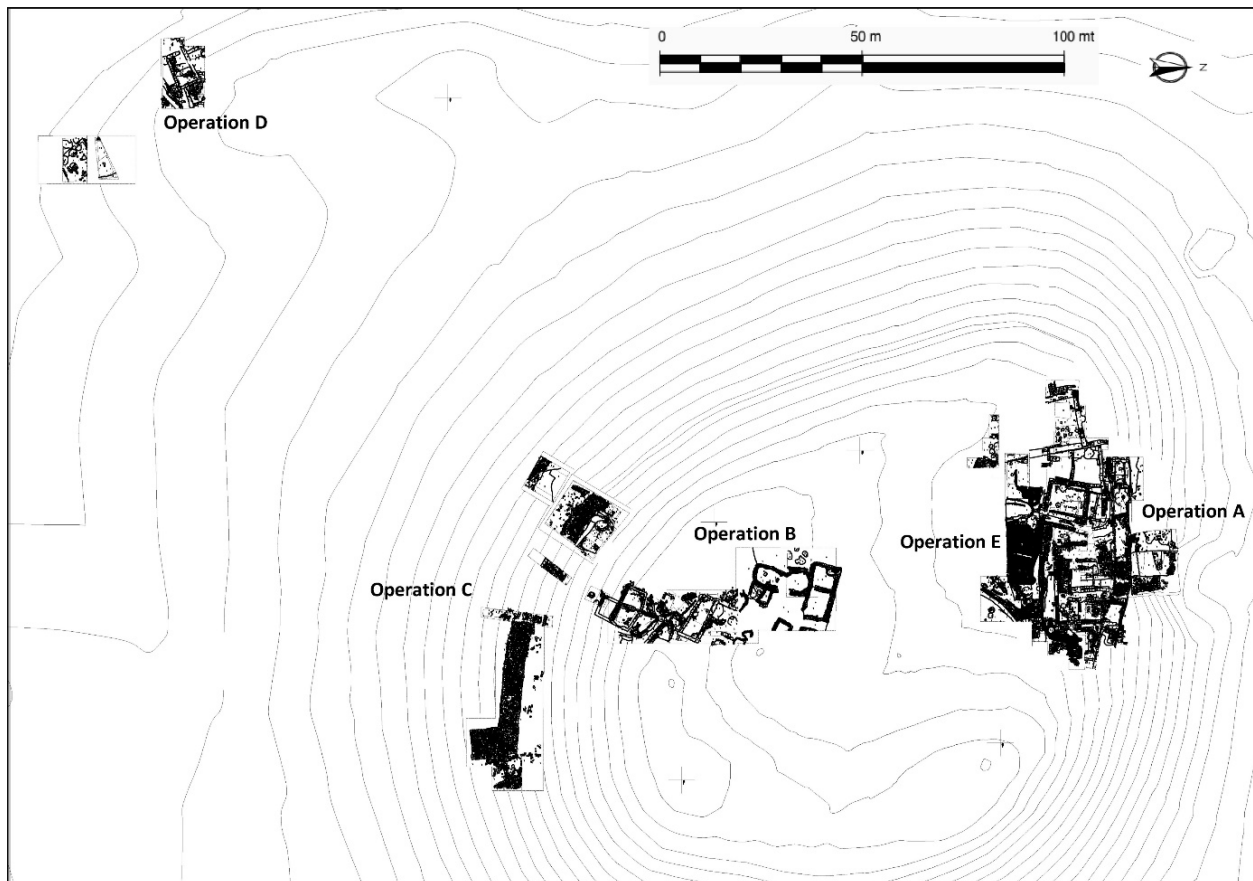 0 50 m 100 mt
N
Operation D
Operation A
Operation B
Operation E
Operation C